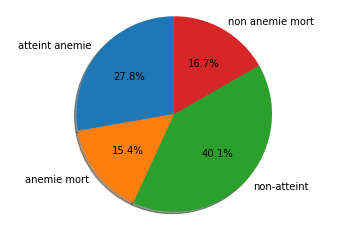 non anemie mort
atteint anemie
16.7%
27.8%
15.4%
40.1%
anemie mort
non-atteint